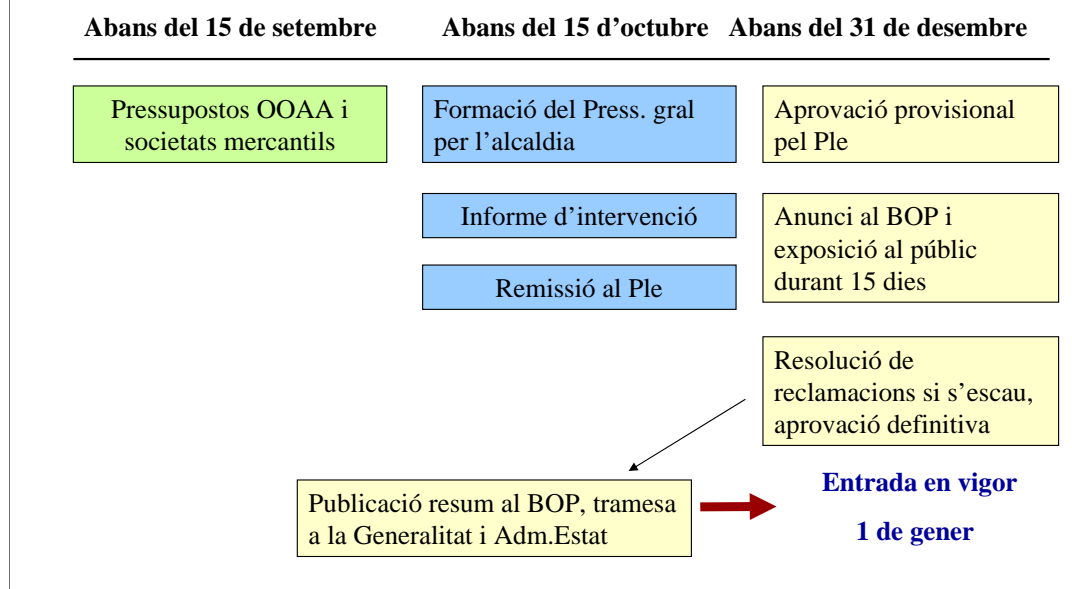 Abans del 15 de setembre
Abans del 15 d’octubre
Abans del 31 de desembre
Pressupostos OOAA i
societats mercantils
Formació del Press. gral
per l’alcaldia
Informe d’intervenció
Remissió al Ple
Aprovació provisional
pel Ple
Anunci al BOP i
exposició al públic
durant 15 dies
Resolució de
reclamacions si s’escau,
aprovació definitiva
Publicació resum al BOP, tramesa
a la Generalitat i Adm.Estat
Entrada en vigor
1 de gener